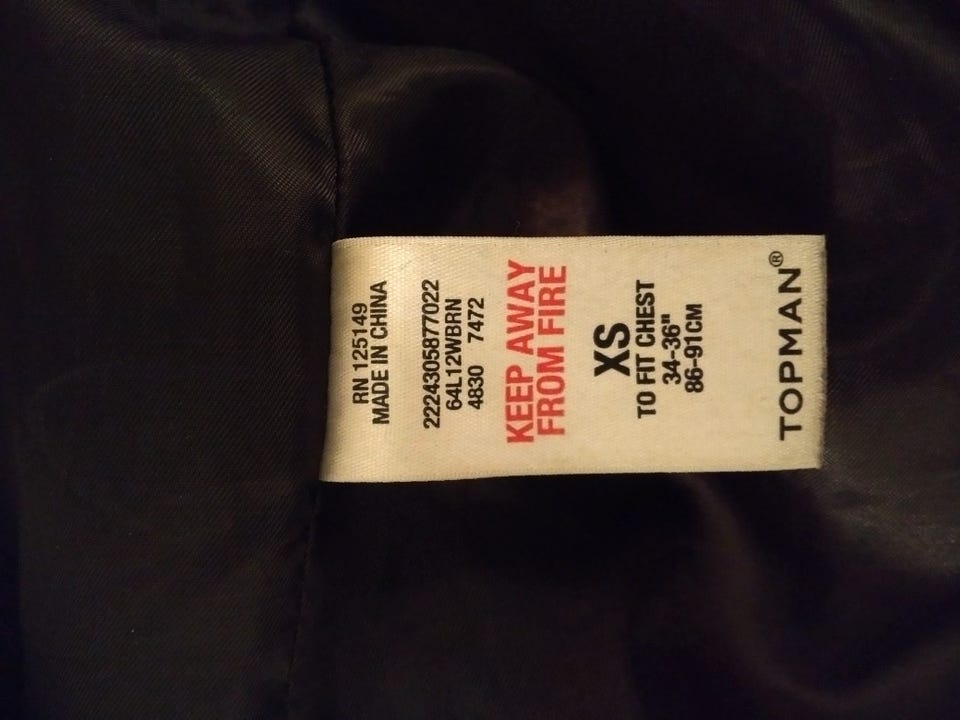 RN 125149
MADE IN CHINA
2224305877022
64L12WBRN
4830 7472
KEEP AWAY
FROM FIRE
XS
TO FIT CHEST
34-36"
86-91CM
TOPMAN®